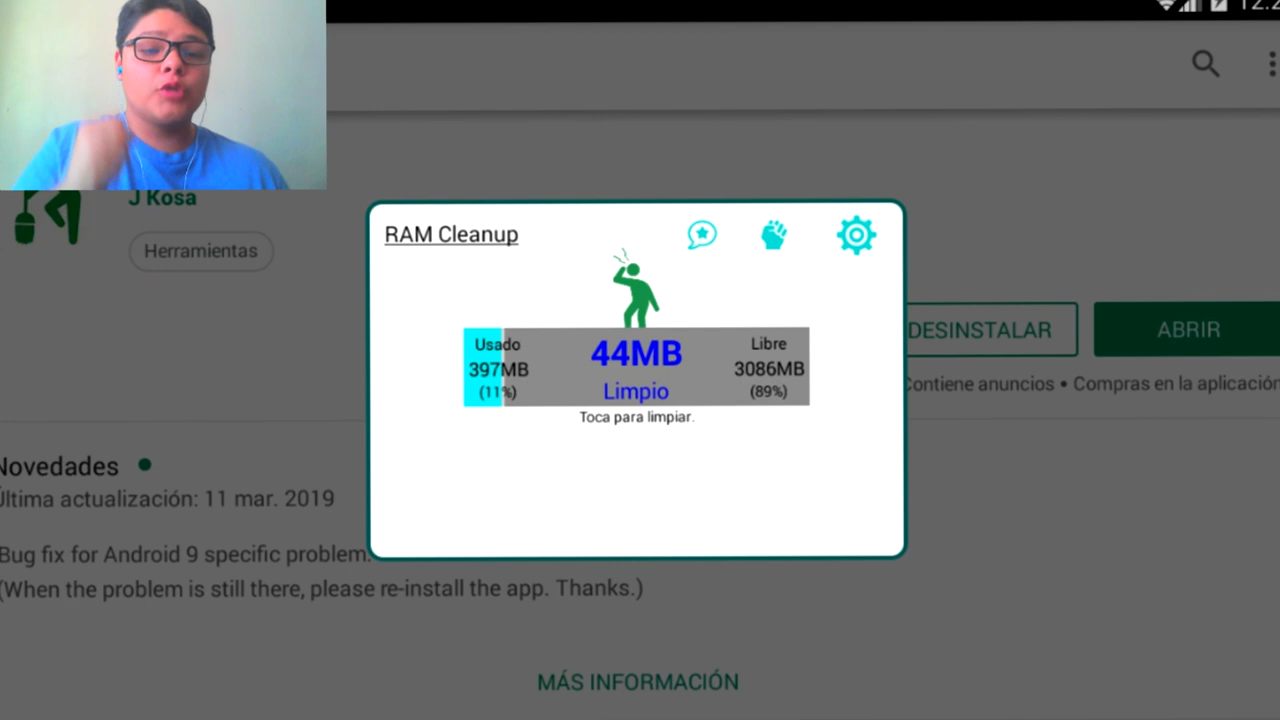 J Kosa
Herramientas
RAM Cleanup
Usado
397MB
(11%)
44MB
Limpio
Libre
3086MB
(89%)
Toca para limpiar.
DESINSTALAR
ABRIR
Contiene anuncios • Compras en la aplicación
Novedades
Última actualización: 11 mar. 2019
Bug fix for Android 9 specific problem.
(When the problem is still there, please re-install the app. Thanks.)
MÁS INFORMACIÓN